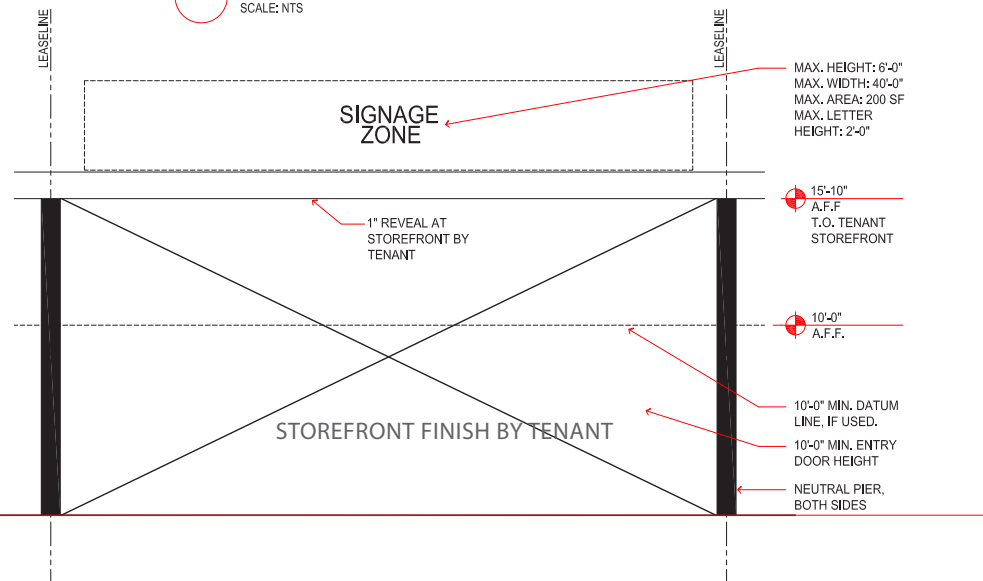 SCALE: NTS
LEASELINE
LEASELINE
SIGNAGE
ZONE
MAX. HEIGHT: 6'-0"
MAX. WIDTH: 40'-0"
MAX. AREA: 200 SF
MAX. LETTER
HEIGHT: 2'-0"
1" REVEAL AT
STOREFRONT BY
TENANT
15'-10"
A.F.F
T.O. TENANT
STOREFRONT
10'-0"
A.F.F.
10'-0" MIN. DATUM
LINE, IF USED.
10'-0" MIN. ENTRY
DOOR HEIGHT
STOREFRONT FINISH BY TENANT
NEUTRAL PIER,
BOTH SIDES